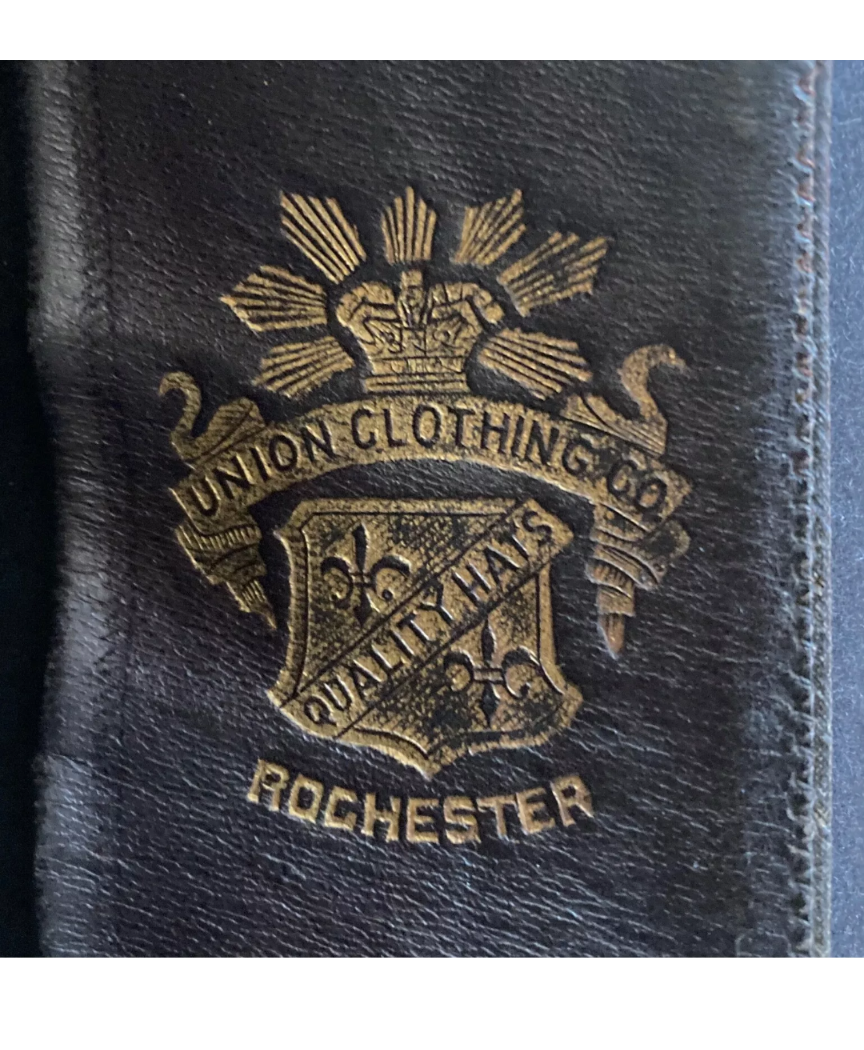 UNION CLOTHING CO.
QUALITY HATS
ROCHESTER